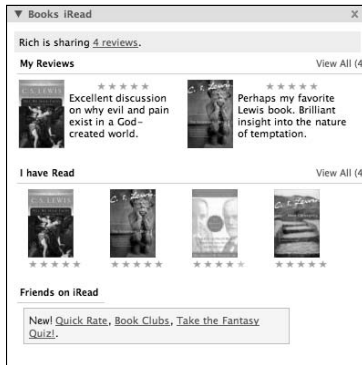 ▼ Books iRead x
Rich is sharing 4 reviews.
My Reviews View All (4
Excellent discussion
on why evil and pain
exist in a God-
created world.
Perhaps my favorite
Lewis book. Brilliant
insight into the nature
of temptation.
I have Read View All (4
C. S. LEWIS
C. S. Lewis
Friends on iRead
New! Quick Rate, Book Clubs, Take the Fantasy
Quiz!.